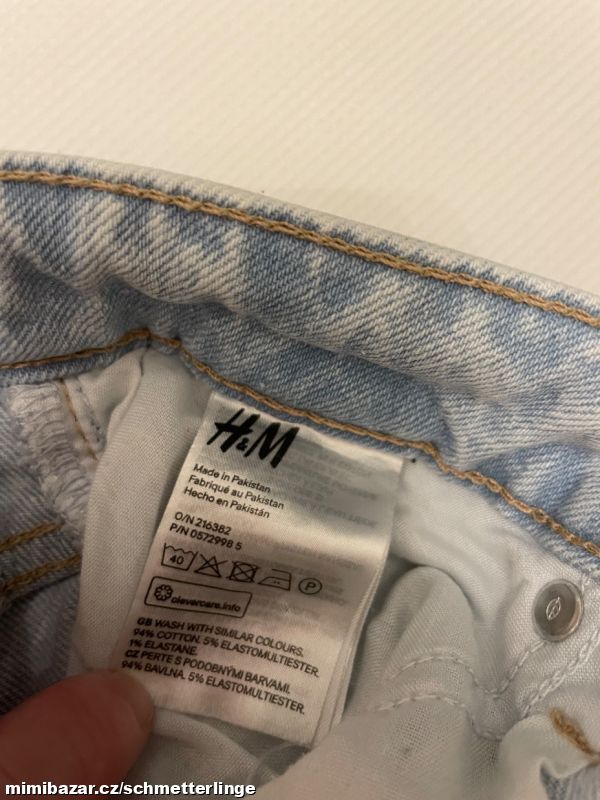 H&M
Made in Pakistan
Fabriqué au Pakistan
Hecho en Pakistán
O/N 216382
P/N 0572998 5
40
P
clevercare.info
GB WASH WITH SIMILAR COLOURS.
94% COTTON. 5% ELASTOMULTIESTER.
1% ELASTANE.
CZ PERTE S PODOBNÝMI BARVAMI.
94% BAVLNA. 5% ELASTOMULTIESTER.
mimibazar.cz/schmetterlinge